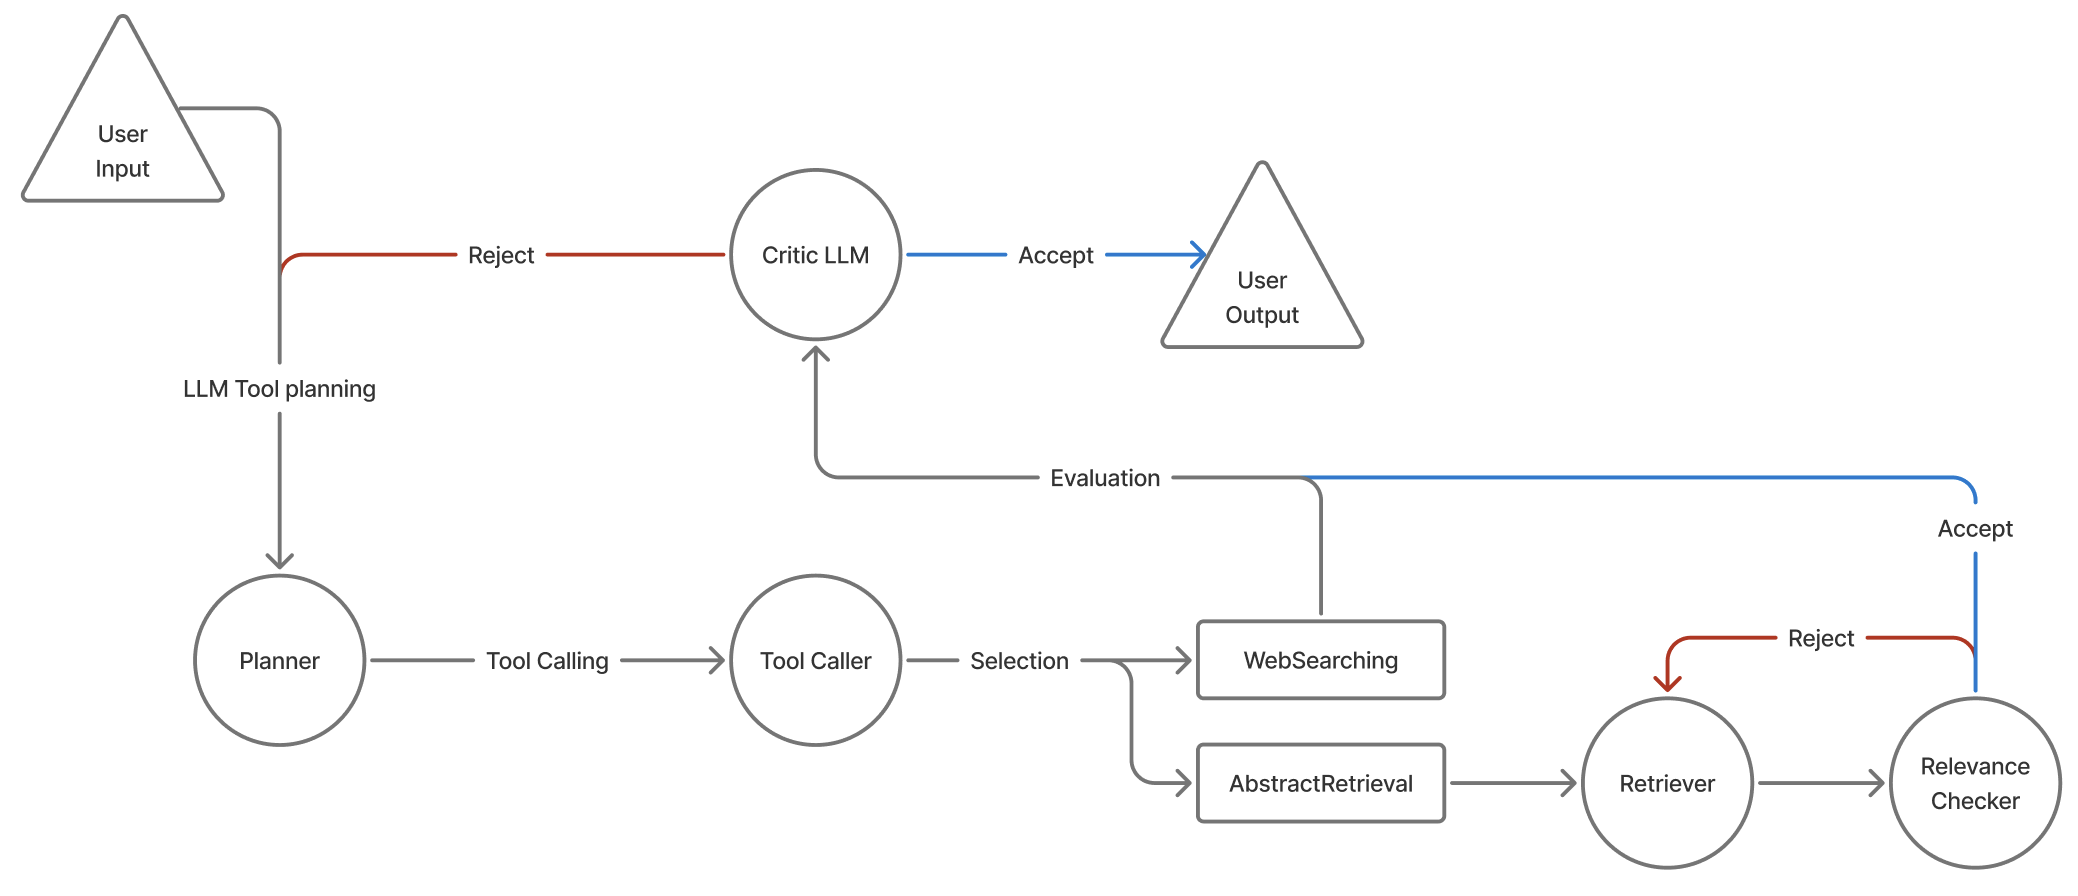 User
Input
Reject
Critic LLM
Accept
User
Output
LLM Tool planning
Evaluation
Accept
Reject
Planner
Tool Calling
Tool Caller
Selection
WebSearching
AbstractRetrieval
Retriever
Relevance
Checker